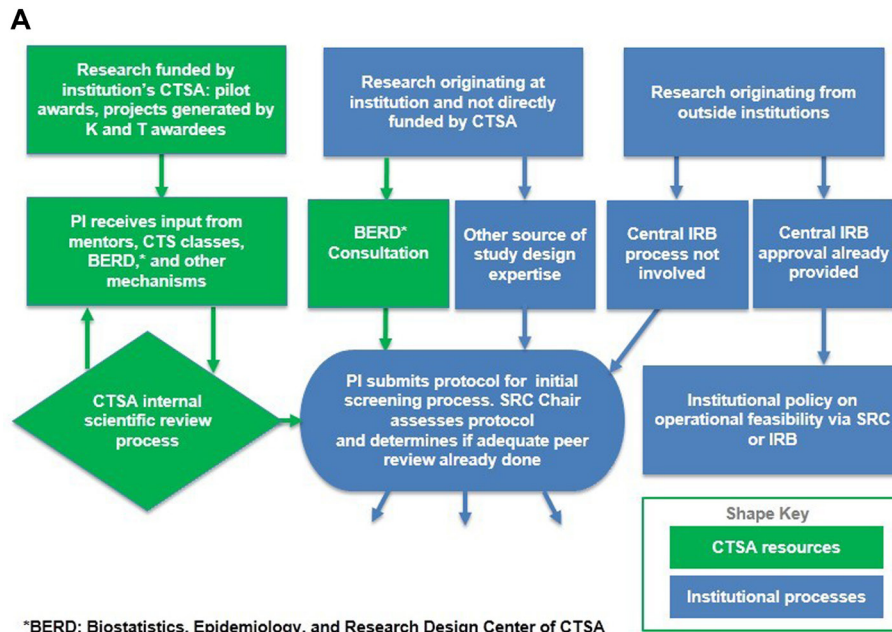 A
Research funded by
institution's CTSA: pilot
awards, projects generated by
K and T awardees
Research originating at
institution and not directly
funded by CTSA
Research originating from
outside institutions
PI receives input from
mentors, CTS classes,
BERD,* and other
mechanisms
BERD*
Consultation
Other source of
study design
expertise
Central IRB
process not
involved
Central IRB
approval already
provided
CTSA internal
scientific review
process
PI submits protocol for initial
screening process. SRC Chair
assesses protocol
and determines if adequate peer
review already done
Institutional policy on
operational feasibility via SRC
or IRB
Shape Key
CTSA resources
Institutional processes
*BERD: Biostatistics, Epidemiology, and Research Design Center of CTSA